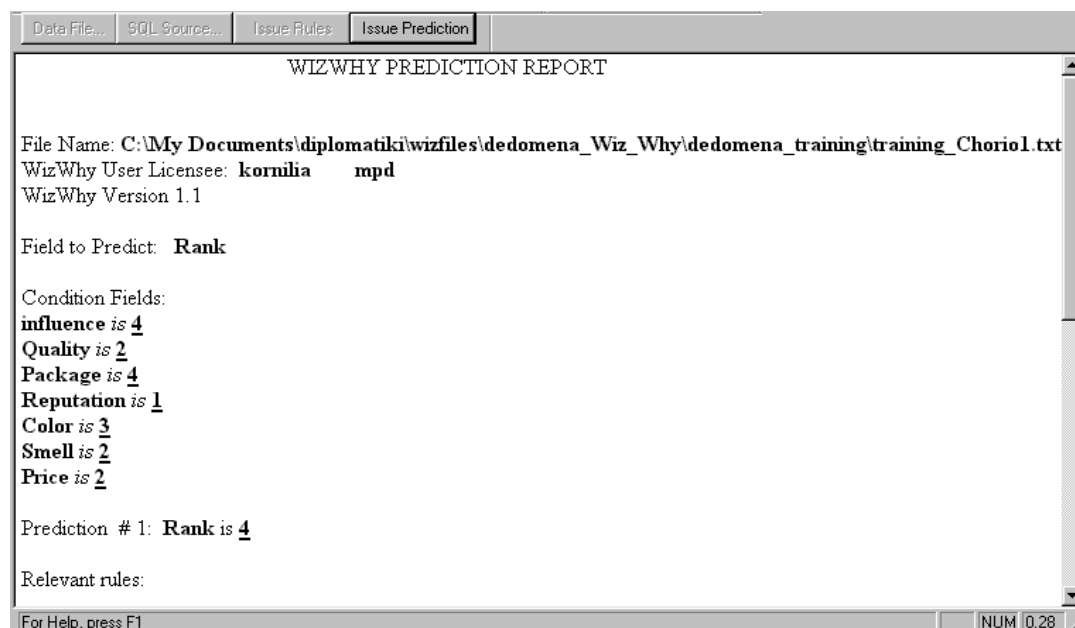 Data File... SQL Source... Issue Rules Issue Prediction
WIZWHY PREDICTION REPORT
File Name: C:\My Documents\diplomatiki\wizfiles\dedomena_Wiz_Why\dedomena_training\training_Chorio1.txt
WizWhy User Licensee: kornilia mpd
WizWhy Version 1.1
Field to Predict: Rank
Condition Fields:
influence is 4
Quality is 2
Package is 4
Reputation is 1
Color is 3
Smell is 2
Price is 2
Prediction # 1: Rank is 4
Relevant rules:
For Help, press F1 NUM 0.28